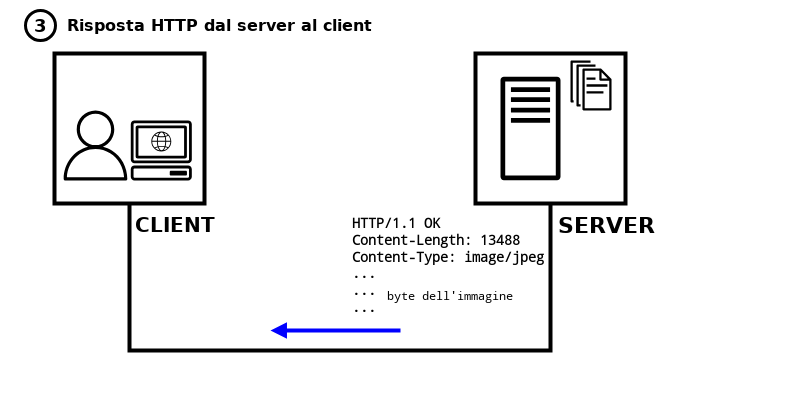 3 Risposta HTTP dal server al client
CLIENT
SERVER
HTTP/1.1 OK
Content-Length: 13488
Content-Type: image/jpeg
...
... byte dell'immagine
...